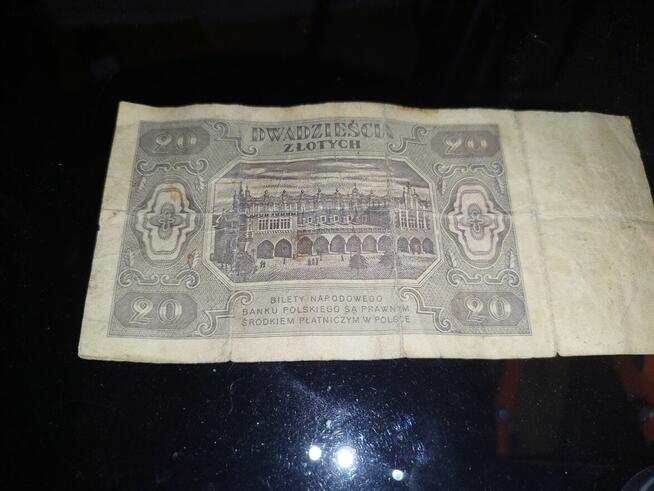 20 DWADZIEŚCIA 20
ZŁOTYCH
20 20
BILETY NARODOWEGO
BANKU POLSKIEGO SĄ PRAWNYM
ŚRODKIEM PŁATNICZYM W POLSCE